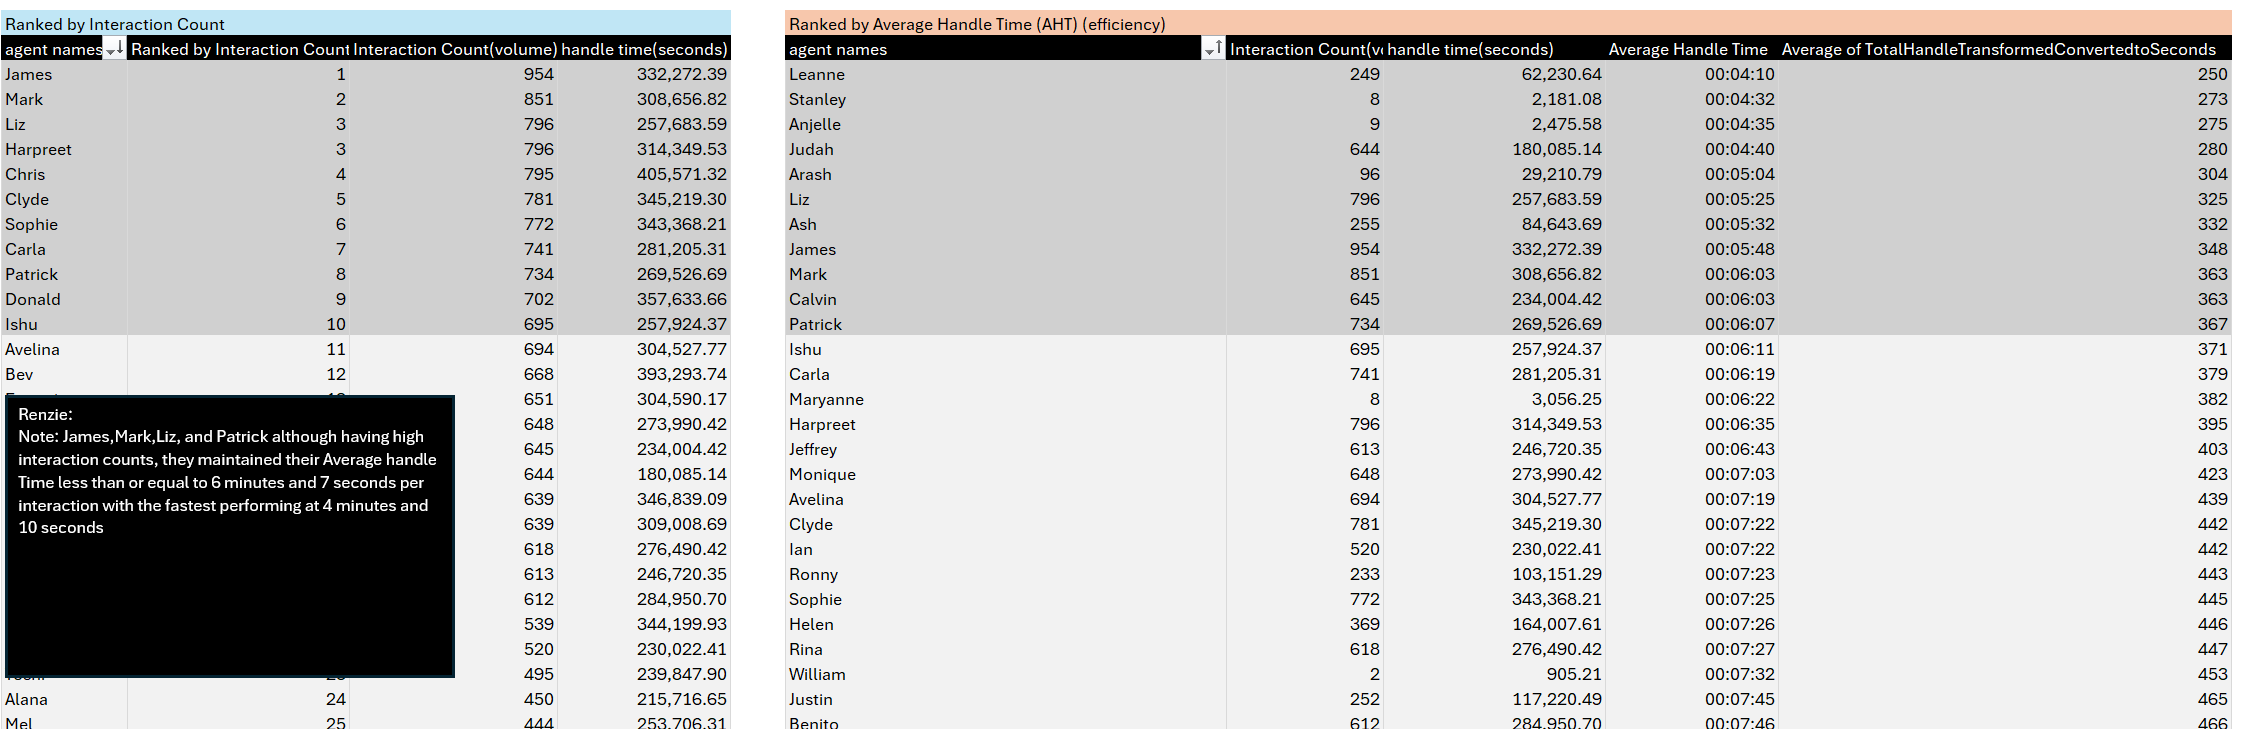 Ranked by Interaction Count
agent names Ranked by Interaction Count Interaction Count(volume) handle time(seconds)
James 1 954 332,272.39
Mark 2 851 308,656.82
Liz 3 796 257,683.59
Harpreet 3 796 314,349.53
Chris 4 795 405,571.32
Clyde 5 781 345,219.30
Sophie 6 772 343,368.21
Carla 7 741 281,205.31
Patrick 8 734 269,526.69
Donald 9 702 357,633.66
Ishu 10 695 257,924.37
Avelina 11 694 304,527.77
Bev 12 668 393,293.74
651 304,590.17
648 273,990.42
645 234,004.42
644 180,085.14
639 346,839.09
639 309,008.69
618 276,490.42
613 246,720.35
612 284,950.70
539 344,199.93
520 230,022.41
495 239,847.90
Alana 24 450 215,716.65
Mel 25 444 253,706.31
Renzie:
Note: James,Mark,Liz, and Patrick although having high
interaction counts, they maintained their Average handle
Time less than or equal to 6 minutes and 7 seconds per
interaction with the fastest performing at 4 minutes and
10 seconds
Ranked by Average Handle Time (AHT) (efficiency)
agent names Interaction Count(v handle time(seconds) Average Handle Time Average of TotalHandleTransformedConvertedtoSeconds
Leanne 249 62,230.64 00:04:10 250
Stanley 8 2,181.08 00:04:32 273
Anjelle 9 2,475.58 00:04:35 275
Judah 644 180,085.14 00:04:40 280
Arash 96 29,210.79 00:05:04 304
Liz 796 257,683.59 00:05:25 325
Ash 255 84,643.69 00:05:32 332
James 954 332,272.39 00:05:48 348
Mark 851 308,656.82 00:06:03 363
Calvin 645 234,004.42 00:06:03 363
Patrick 734 269,526.69 00:06:07 367
Ishu 695 257,924.37 00:06:11 371
Carla 741 281,205.31 00:06:19 379
Maryanne 8 3,056.25 00:06:22 382
Harpreet 796 314,349.53 00:06:35 395
Jeffrey 613 246,720.35 00:06:43 403
Monique 648 273,990.42 00:07:03 423
Avelina 694 304,527.77 00:07:19 439
Clyde 781 345,219.30 00:07:22 442
Ian 520 230,022.41 00:07:22 442
Ronny 233 103,151.29 00:07:23 443
Sophie 772 343,368.21 00:07:25 445
Helen 369 164,007.61 00:07:26 446
Rina 618 276,490.42 00:07:27 447
William 2 905.21 00:07:32 453
Justin 252 117,220.49 00:07:45 465
Benito 612 284,950.70 00:07:46 466